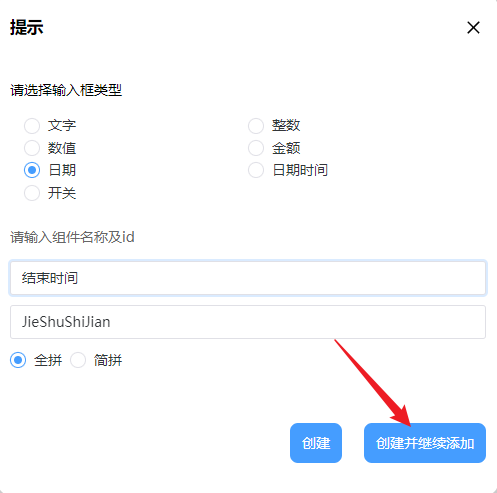 提示
请选择输入框类型
文字 整数
数值 金额
日期 日期时间
开关
请输入组件名称及id
结束时间
JieShuShiJian
全拼 简拼
创建 创建并继续添加